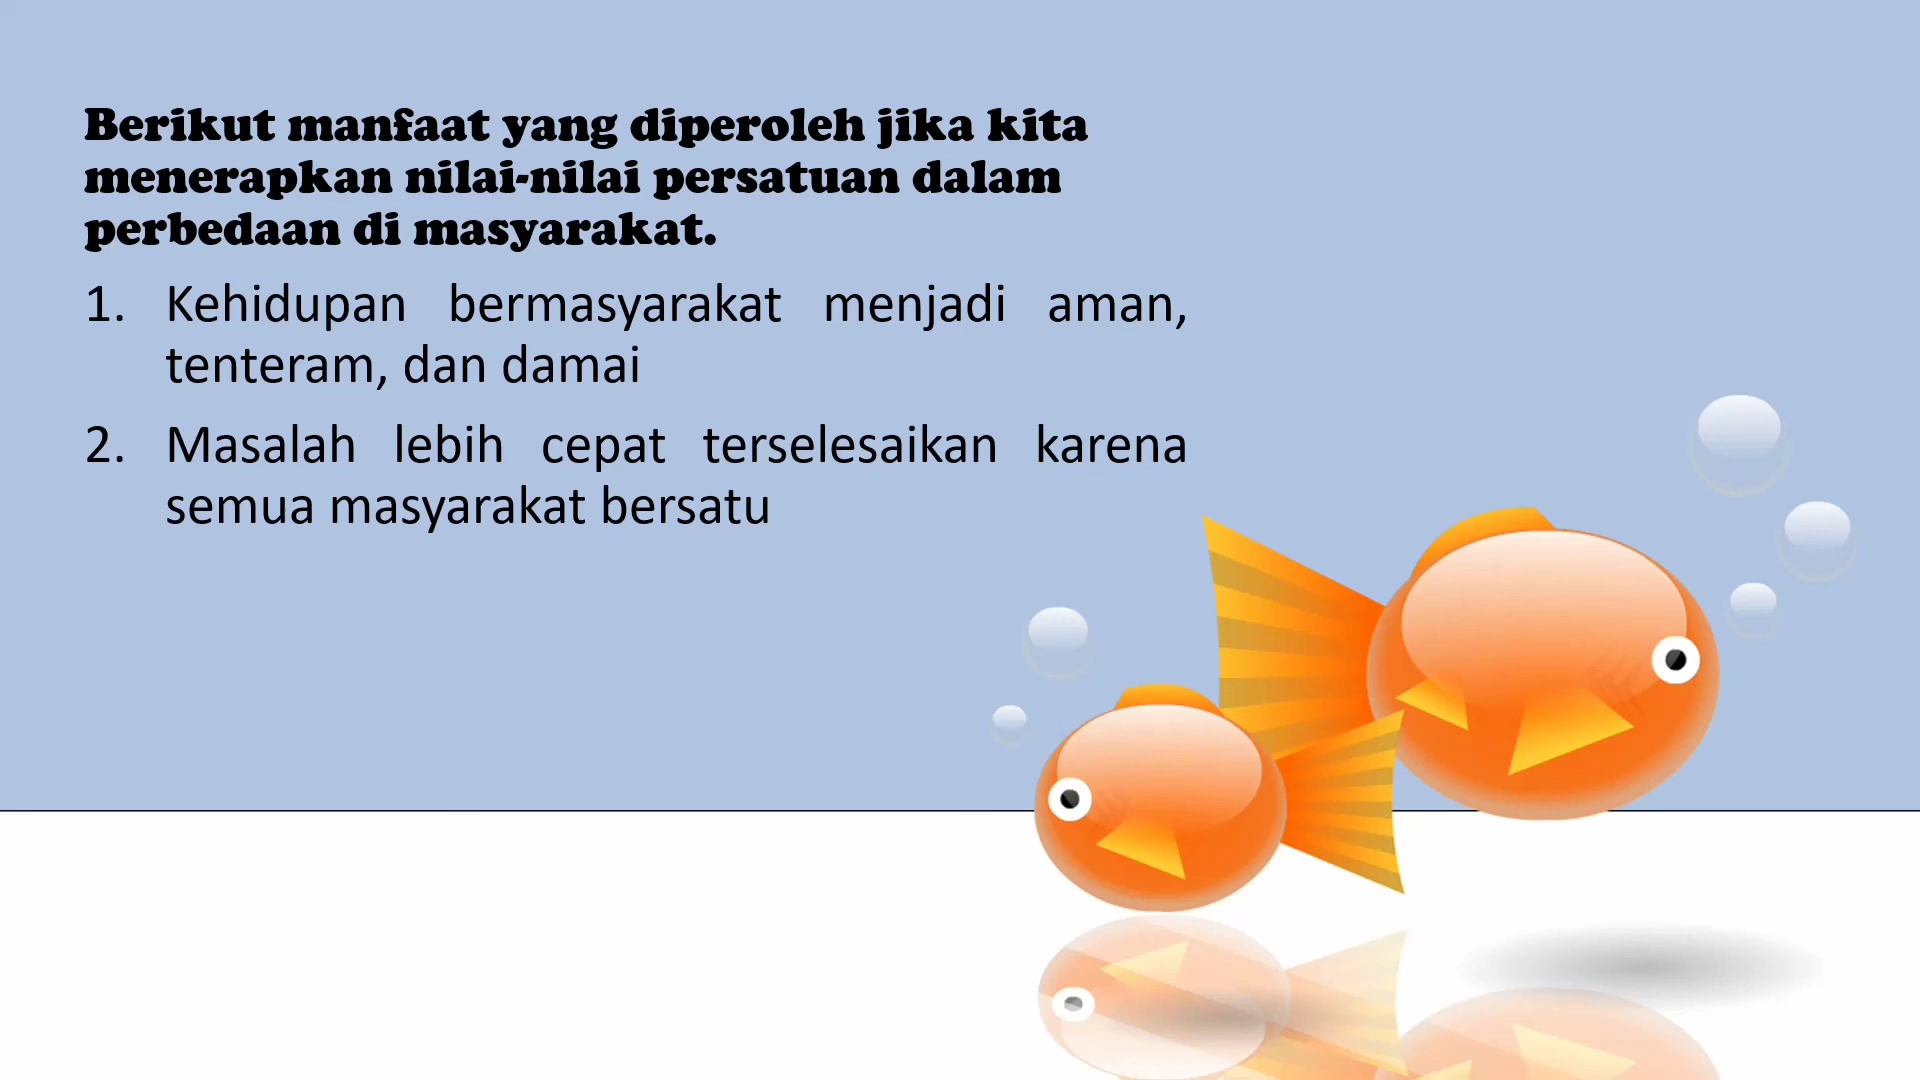 Berikut manfaat yang diperoleh jika kita
menerapkan nilai-nilai persatuan dalam
perbedaan di masyarakat.
1. Kehidupan bermasyarakat menjadi aman,
tenteram, dan damai
2. Masalah lebih cepat terselesaikan karena
semua masyarakat bersatu